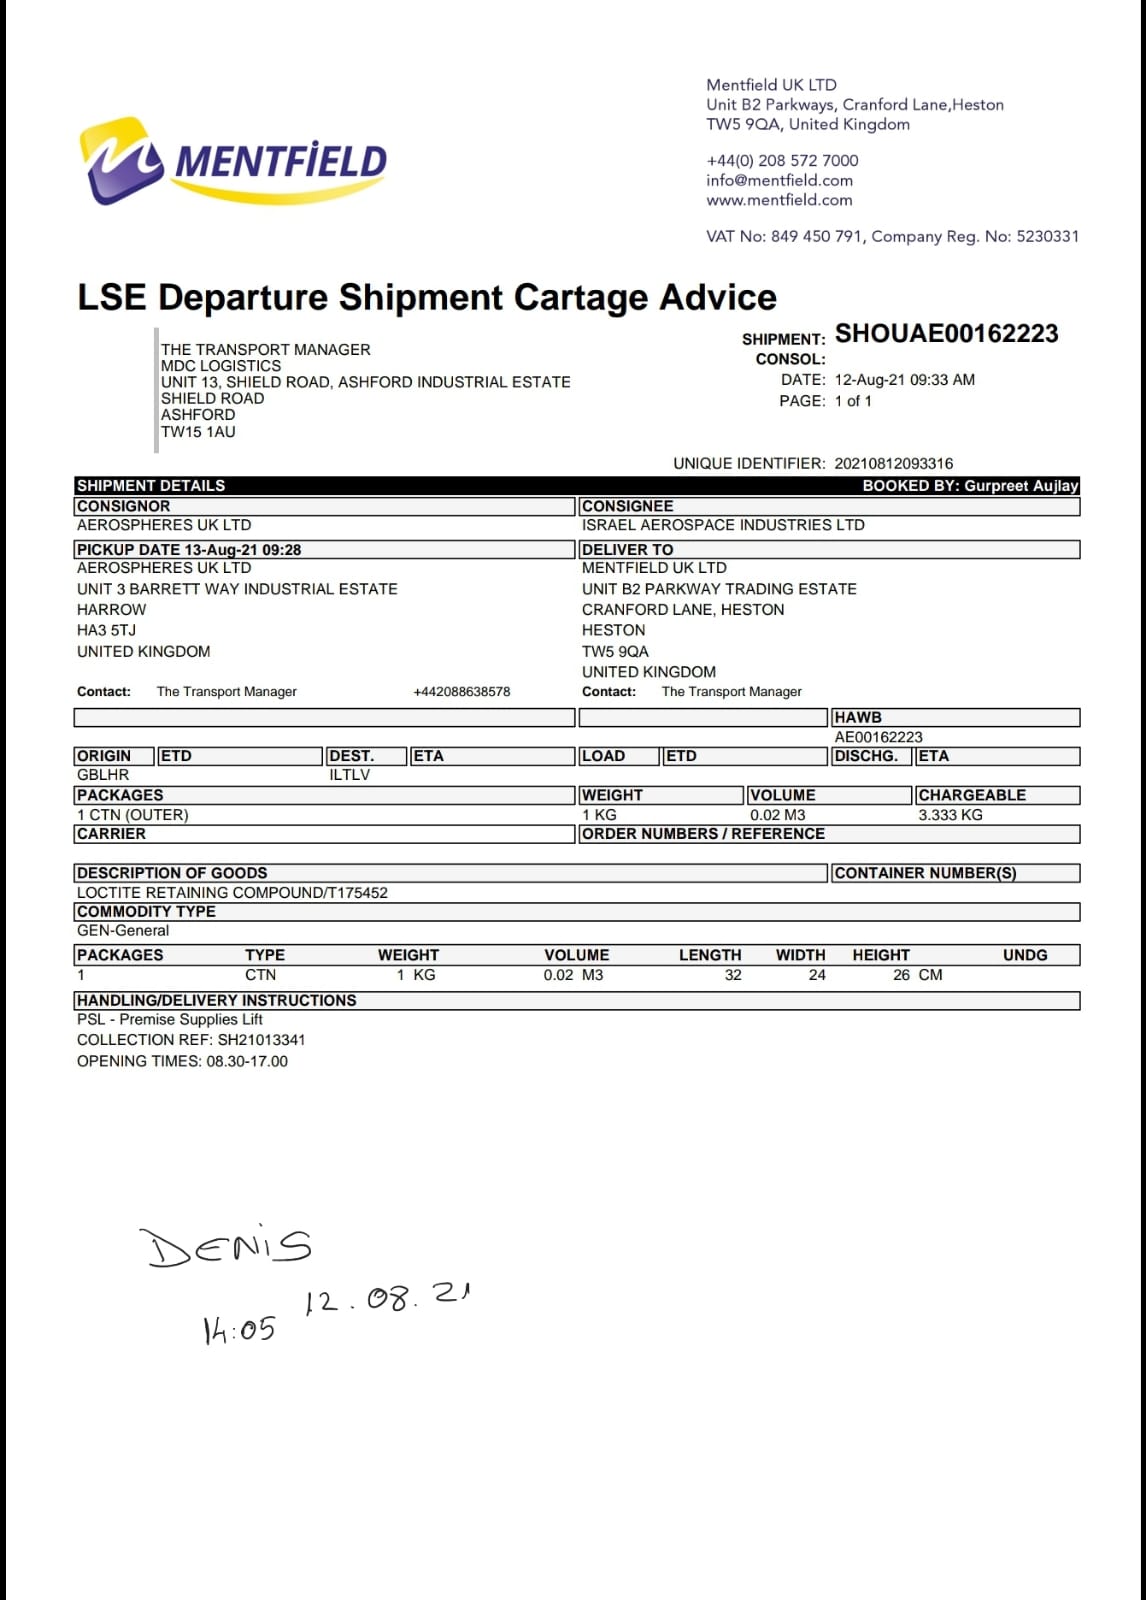 Mentfield UK LTD
Unit B2 Parkways, Cranford Lane,Heston
TW5 9QA, United Kingdom
+44(0) 208 572 7000
info@mentfield.com
www.mentfield.com
VAT No: 849 450 791, Company Reg. No: 5230331
MENTFİELD
LSE Departure Shipment Cartage Advice
THE TRANSPORT MANAGER
MDC LOGISTICS
UNIT 13, SHIELD ROAD, ASHFORD INDUSTRIAL ESTATE
SHIELD ROAD
ASHFORD
TW15 1AU
SHIPMENT: SHOUAE00162223
CONSOL:
DATE: 12-Aug-21 09:33 AM
PAGE: 1 of 1
UNIQUE IDENTIFIER: 20210812093316
SHIPMENT DETAILS BOOKED BY: Gurpreet Aujlay
CONSIGNOR CONSIGNEE
AEROSPHERES UK LTD ISRAEL AEROSPACE INDUSTRIES LTD
PICKUP DATE 13-Aug-21 09:28 DELIVER TO
AEROSPHERES UK LTD MENTFIELD UK LTD
UNIT 3 BARRETT WAY INDUSTRIAL ESTATE UNIT B2 PARKWAY TRADING ESTATE
HARROW CRANFORD LANE, HESTON
HA3 5TJ HESTON
UNITED KINGDOM TW5 9QA
UNITED KINGDOM
Contact: The Transport Manager +442088638578 Contact: The Transport Manager
HAWB
AE00162223
ORIGIN ETD DEST. ETA LOAD ETD DISCHG. ETA
GBLHR ILTLV
PACKAGES WEIGHT VOLUME CHARGEABLE
1 CTN (OUTER) 1 KG 0.02 M3 3.333 KG
CARRIER ORDER NUMBERS / REFERENCE
DESCRIPTION OF GOODS CONTAINER NUMBER(S)
LOCTITE RETAINING COMPOUND/T175452
COMMODITY TYPE
GEN-General
PACKAGES TYPE WEIGHT VOLUME LENGTH WIDTH HEIGHT UNDG
1 CTN 1 KG 0.02 M3 32 24 26 CM
HANDLING/DELIVERY INSTRUCTIONS
PSL - Premise Supplies Lift
COLLECTION REF: SH21013341
OPENING TIMES: 08.30-17.00
DENIS
12.08.21
14:05